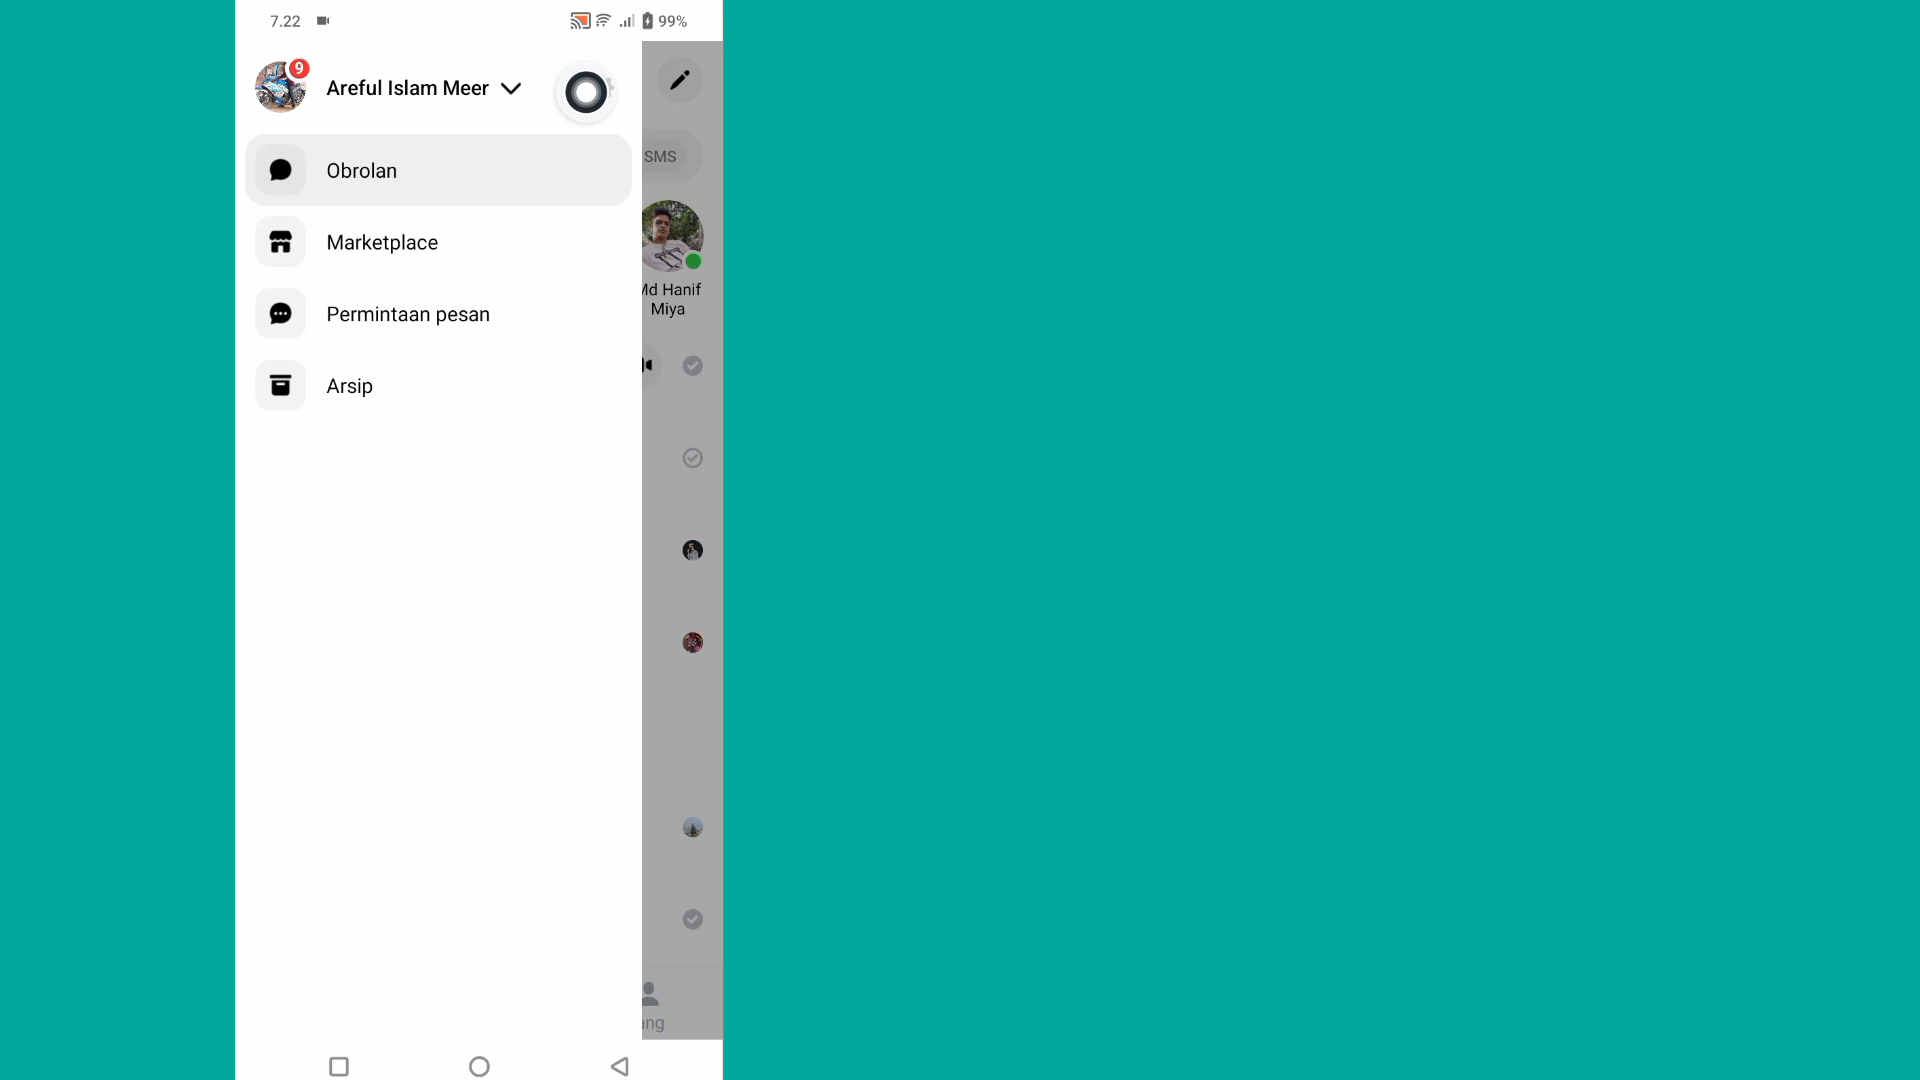 7.22
99%
9
Areful Islam Meer
Obrolan
Marketplace
Permintaan pesan
Arsip
SMS
Md Hanif
Miya